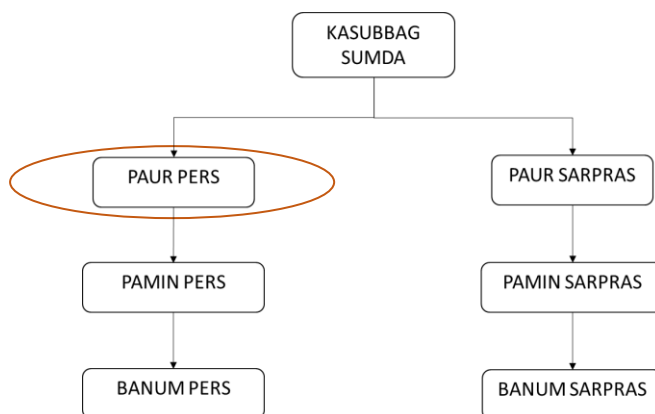 KASUBBAG
SUMDA
PAUR PERS
PAUR SARPRAS
PAMIN PERS
PAMIN SARPRAS
BANUM PERS
BANUM SARPRAS